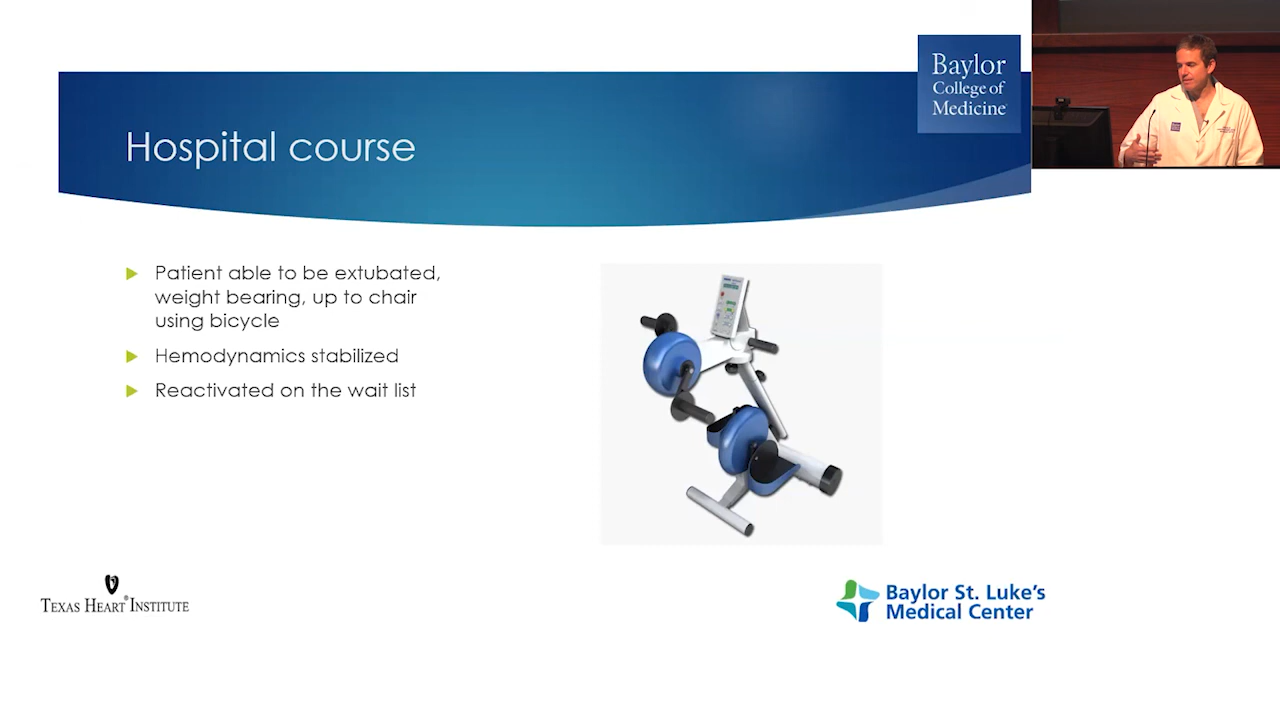 Baylor
College of
Medicine
Hospital course
Patient able to be extubated,
weight bearing, up to chair
using bicycle
Hemodynamics stabilized
Reactivated on the wait list
TEXAS HEART® INSTITUTE
Baylor St. Luke's
Medical Center